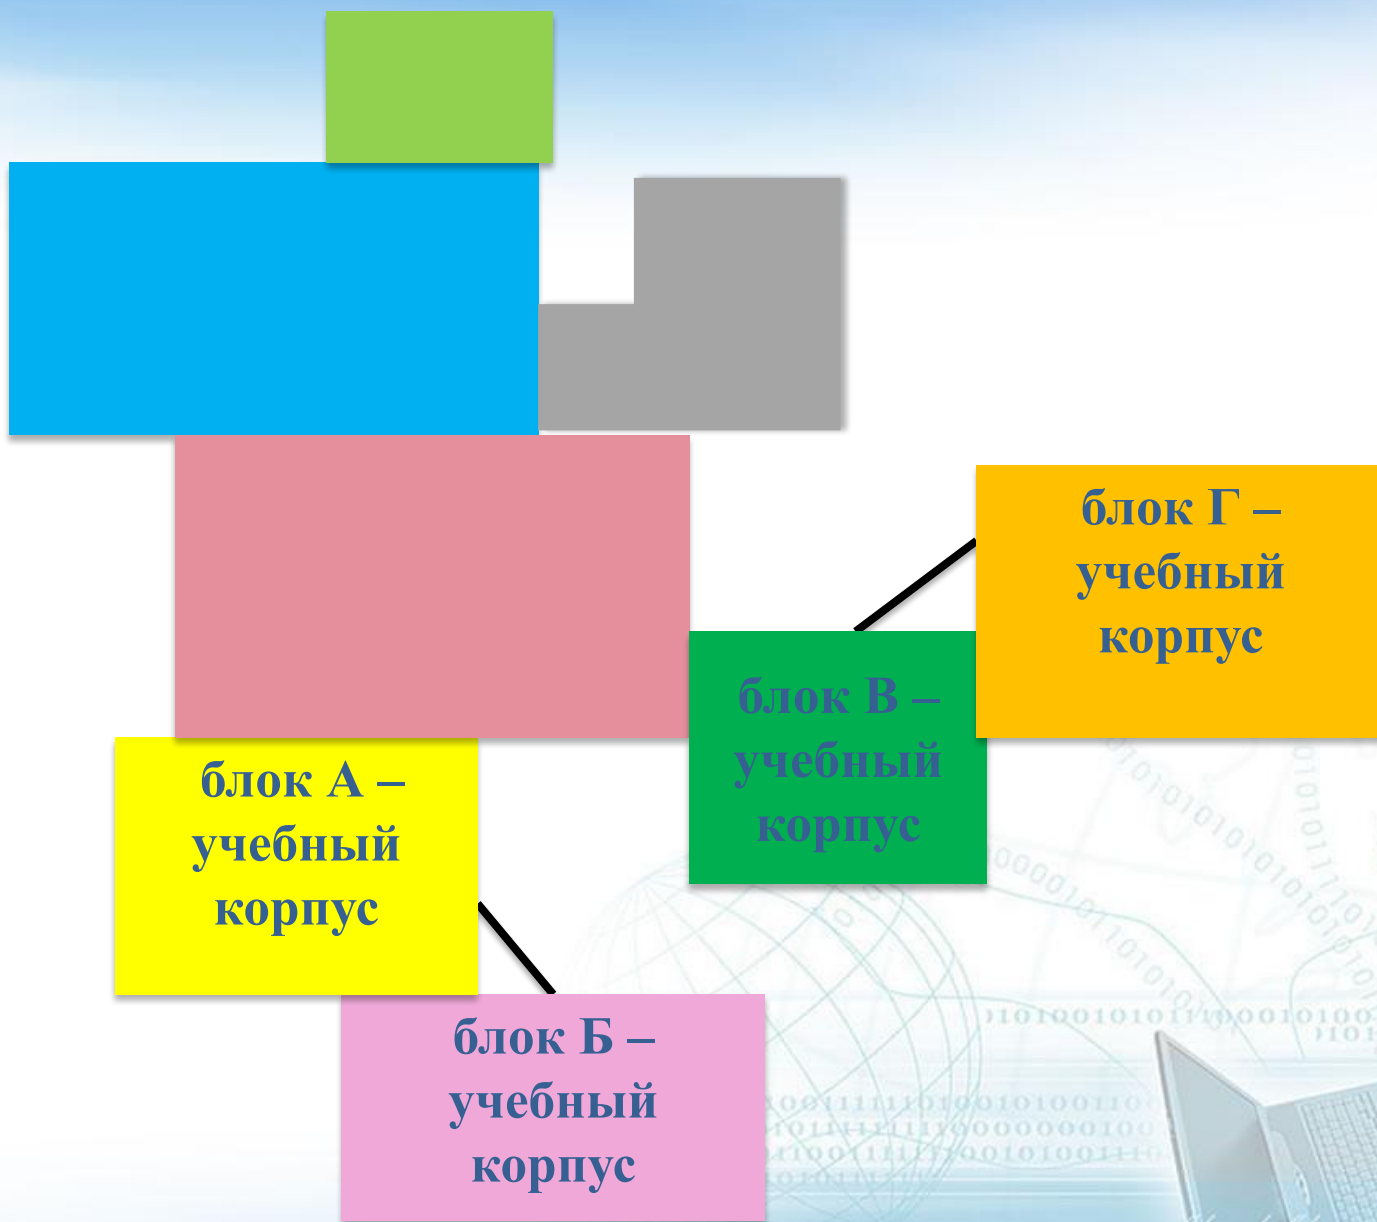 блок Г –
учебный
корпус
блок В –
учебный
корпус
блок А –
учебный
корпус
блок Б –
учебный
корпус